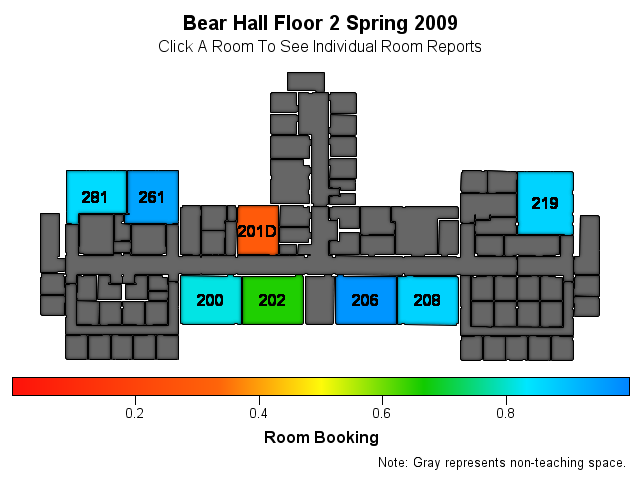 Bear Hall Floor 2 Spring 2009
Click A Room To See Individual Room Reports
281
261
219
201D
200
202
206
208
0.2
0.4
0.6
0.8
Room Booking
Note: Gray represents non-teaching space.